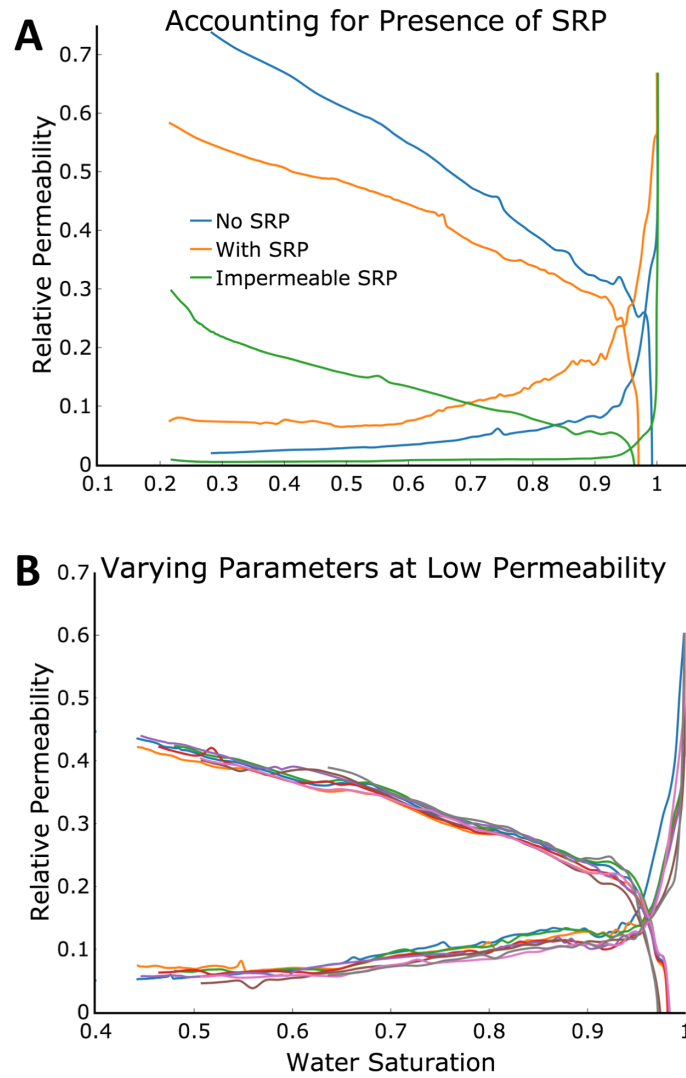 A
Accounting for Presence of SRP
0.7
0.6
0.5
0.4
0.3
0.2
0.1
0
Relative Permeability
No SRP
With SRP
Impermeable SRP
0.1 0.2 0.3 0.4 0.5 0.6 0.7 0.8 0.9 1
B
Varying Parameters at Low Permeability
0.7
0.6
0.5
0.4
0.3
0.2
0.1
0
Relative Permeability
0.4 0.5 0.6 0.7 0.8 0.9 1
Water Saturation